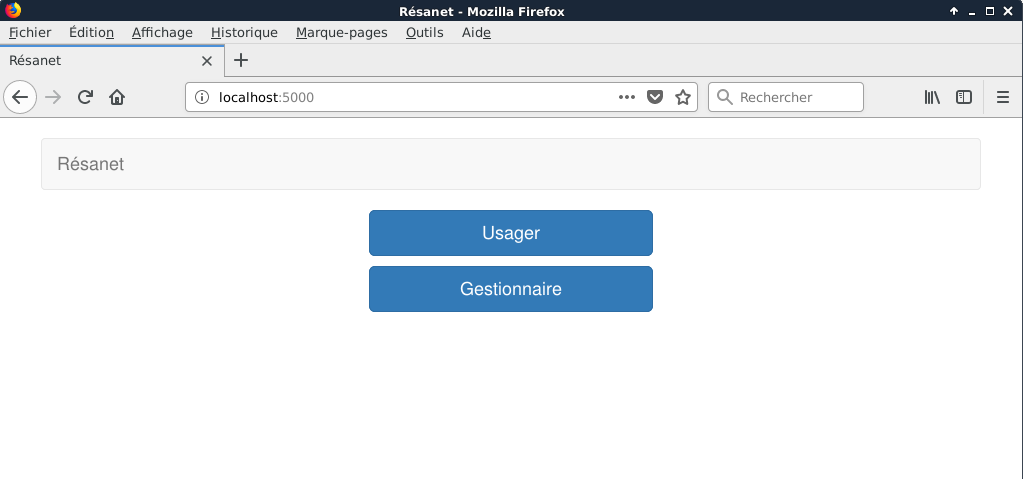 Résanet - Mozilla Firefox
Fichier Édition Affichage Historique Marque-pages Outils Aide
Résanet
localhost:5000 Rechercher
Résanet
Usager
Gestionnaire